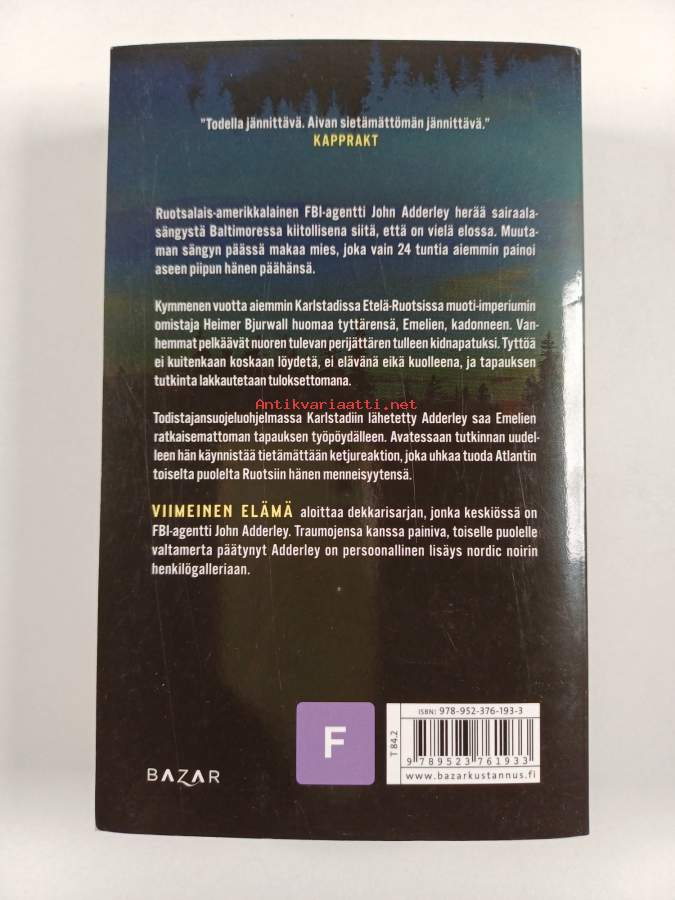 "Todella jännittävä. Aivan sietämättömän jännittävä."
KAPPRAKT
Ruotsalais-amerikkalainen FBI-agentti John Adderley herää sairaala-
sängystä Baltimoressa kiitollisena siitä, että on vielä elossa. Muuta-
man sängyn päässä makaa mies, joka vain 24 tuntia aiemmin painoi
aseen piipun hänen päähänsä.
Kymmenen vuotta aiemmin Karlstadissa Etelä-Ruotsissa muoti-imperiumin
omistaja Heimer Bjurwall huomaa tyttärensä, Emelien, kadonneen. Van-
hemmat pelkäävät nuoren tulevan perijättären tulleen kidnapatuksi. Tyttöä
ei kuitenkaan koskaan löydetä, ei elävänä eikä kuolleena, ja tapauksen
tutkinta lakkautetaan tuloksettomana.
Antikvariaatti.net
Todistajansuojeluohjelmassa Karlstadiin lähetetty Adderley saa Emelien
ratkaisemattoman tapauksen työpöydälleen. Avatessaan tutkinnan uudel-
leen hän käynnistää tietämättään ketjureaktion, joka uhkaa tuoda Atlantin
toiselta puolelta Ruotsiin hänen menneisyytensä.
VIIMEINEN ELÄMÄ aloittaa dekkarisarjan, jonka keskiössä on
FBI-agentti John Adderley. Traumojensa kanssa painiva, toiselle puolelle
valtamerta päätynyt Adderley on persoonallinen lisäys nordic noirin
henkilögalleriaan.
BAZAR
F
T 84.2
ISBN: 978-952-376-193-3
9 789523 761933
www.bazarkustannus.fi